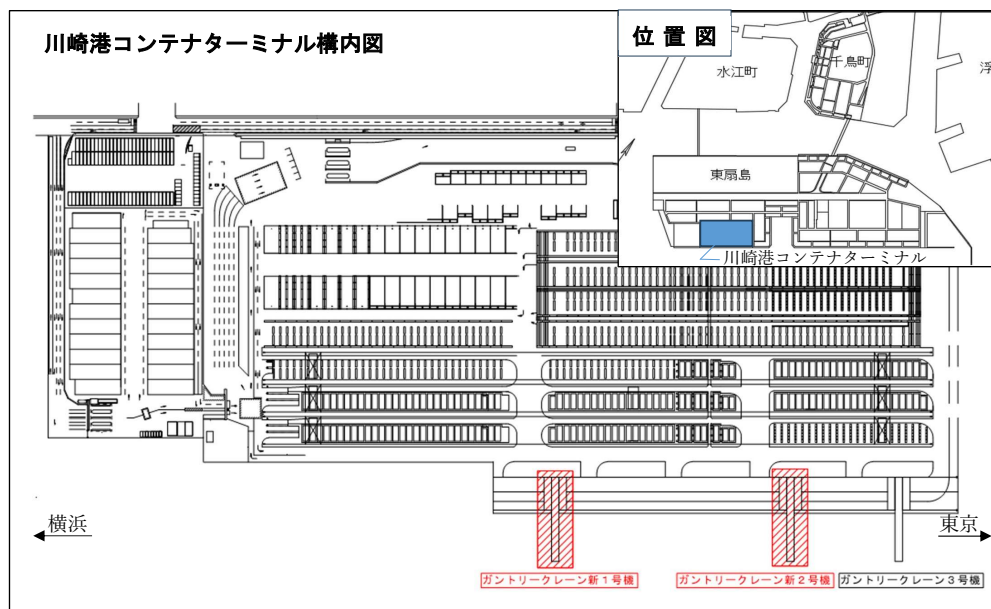 川崎港コンテナターミナル構内図
位置図
水江町
千鳥町
浮
東扇島
川崎港コンテナターミナル
横浜
東京
ガントリークレーン新1号機
ガントリークレーン新2号機
ガントリークレーン3号機